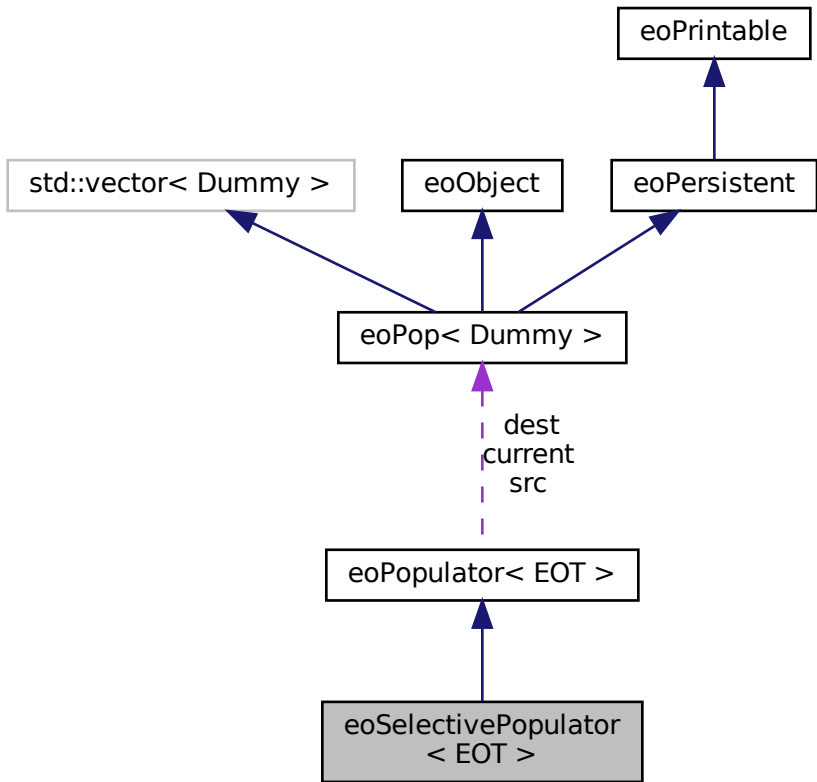 eoPrintable
std::vector< Dummy >
eoObject
eoPersistent
eoPop< Dummy >
dest
current
src
eoPopulator< EOT >
eoSelectivePopulator
< EOT >